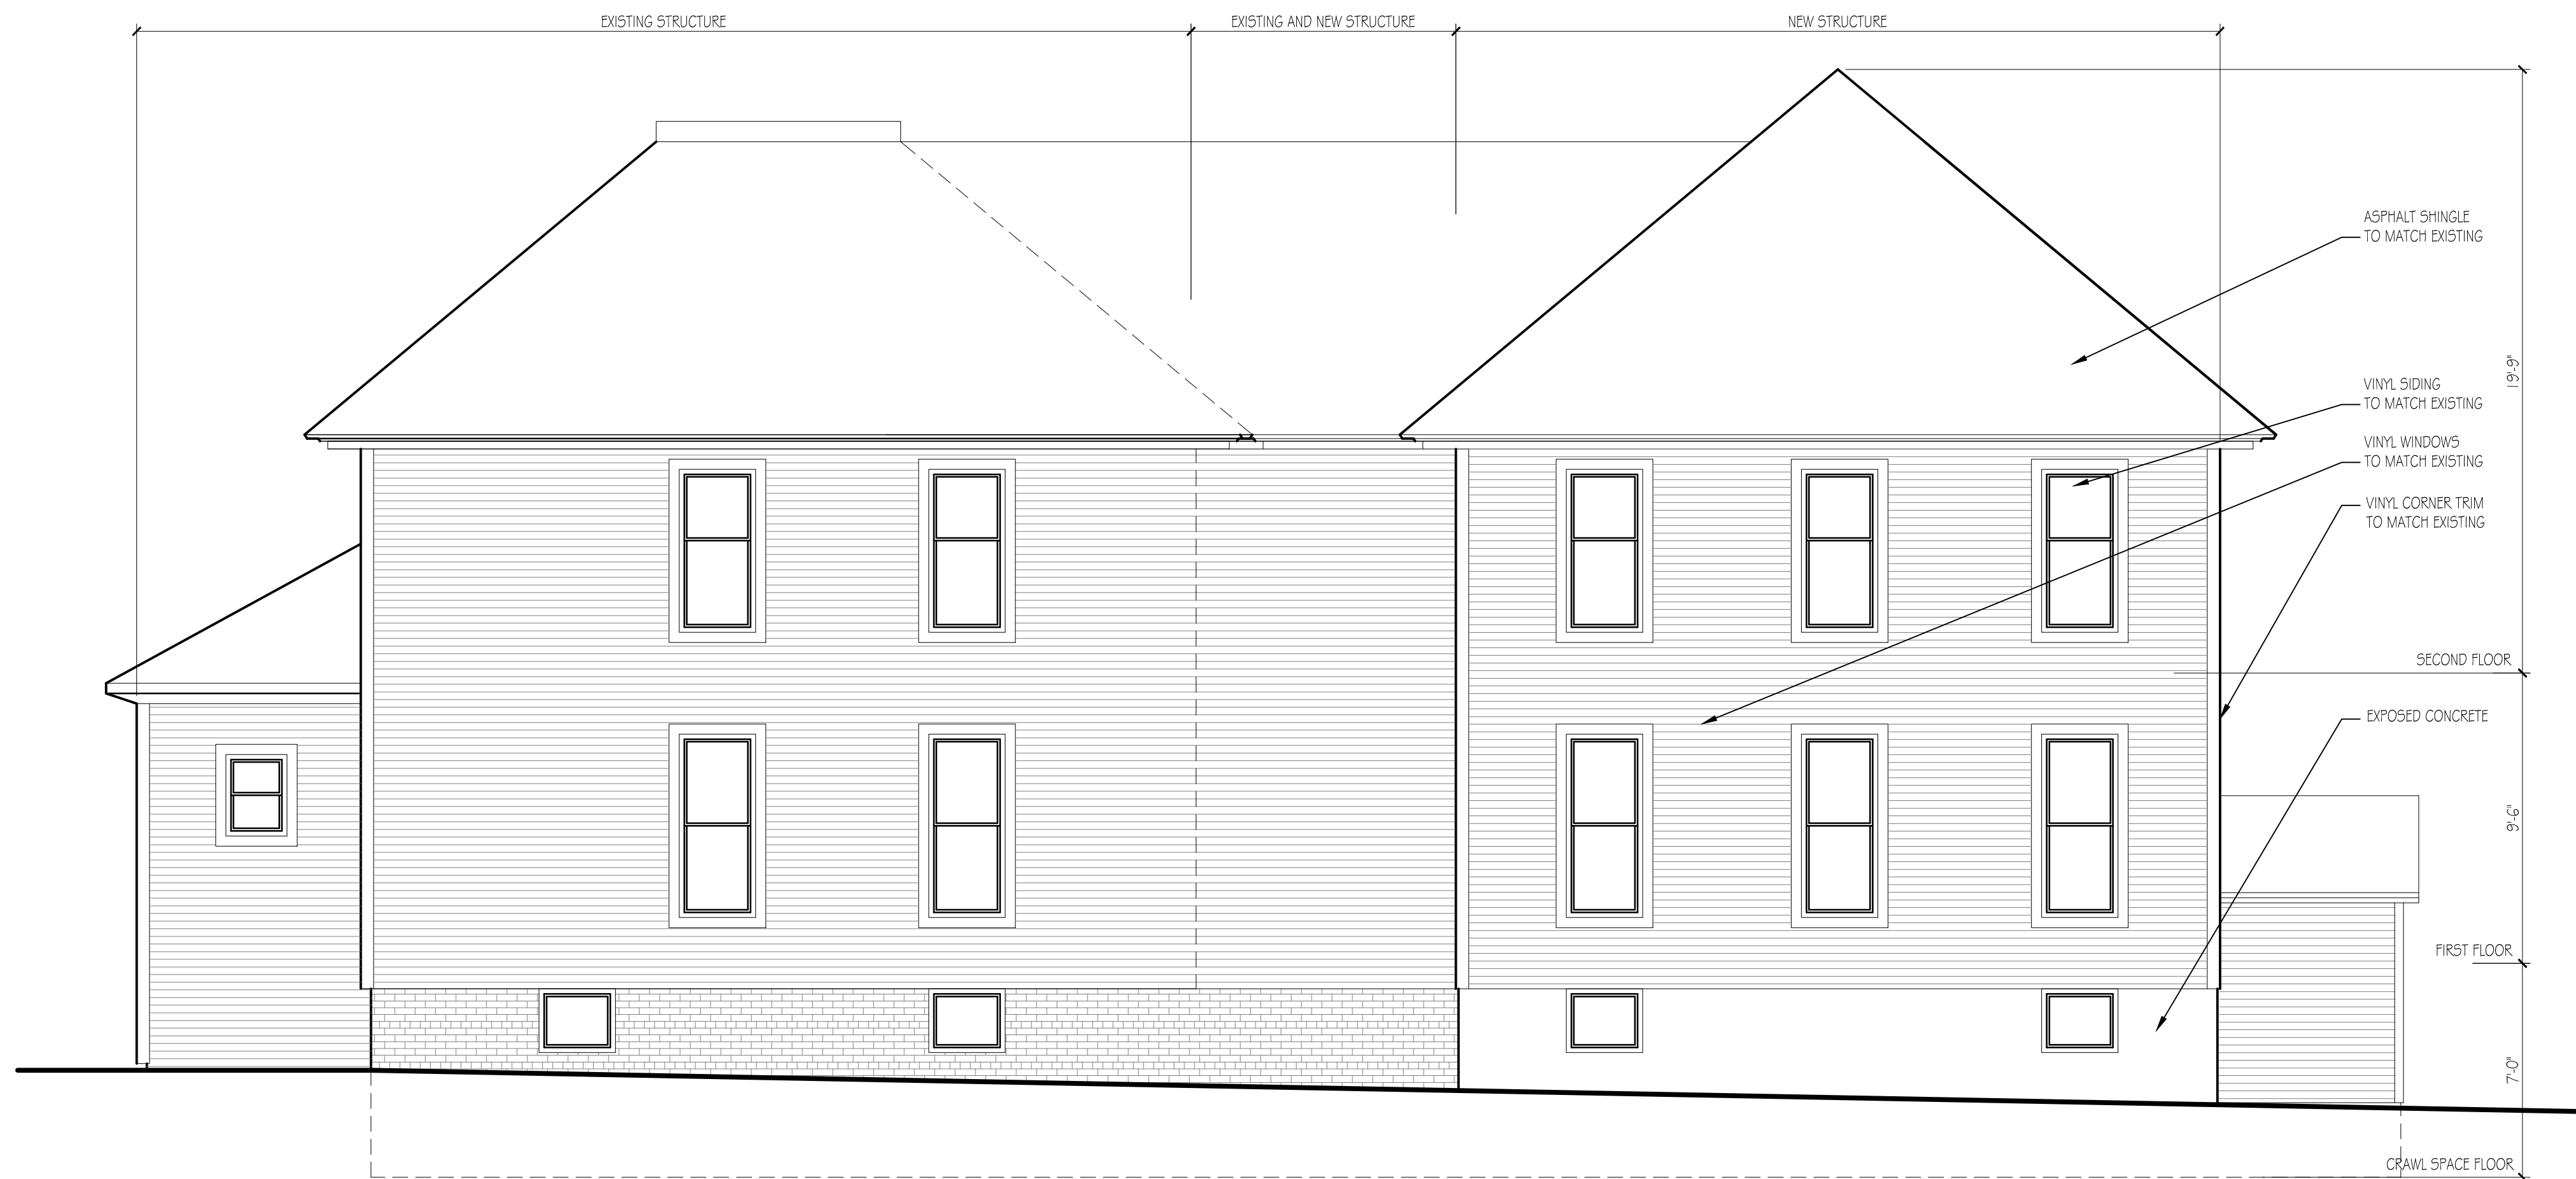 EXISTING STRUCTURE
EXISTING AND NEW STRUCTURE
NEW STRUCTURE
ASPHALT SHINGLE
TO MATCH EXISTING
19'-9"
VINYL SIDING
TO MATCH EXISTING
VINYL WINDOWS
TO MATCH EXISTING
VINYL CORNER TRIM
TO MATCH EXISTING
SECOND FLOOR
EXPOSED CONCRETE
9'-6"
FIRST FLOOR
7'-0"
CRAWL SPACE FLOOR